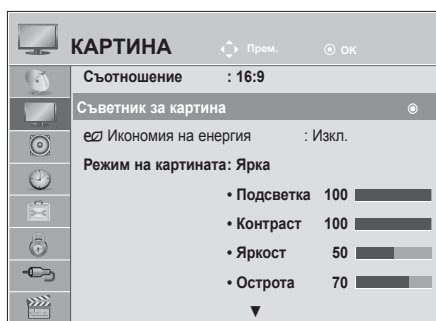 КАРТИНА Прем. OK
Съотношение : 16:9
Съветник за картина
Икономия на енергия : Изкл.
Режим на картината: Ярка
• Подсветка 100
• Контраст 100
• Яркост 50
• Острота 70